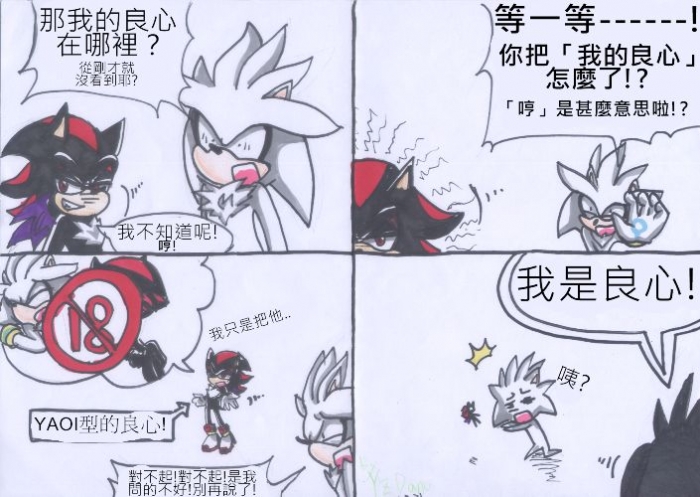 那我的良心
在哪裡？
從剛才就
沒看到耶?
我不知道呢!
哼!
等一等------!
你把「我的良心」
怎麼了!?
「哼」是甚麼意思啦!?
18
我只是把他..
YAOI型的良心!
對不起!對不起!是我
問的不好!別再說了!
我是良心!
咦?